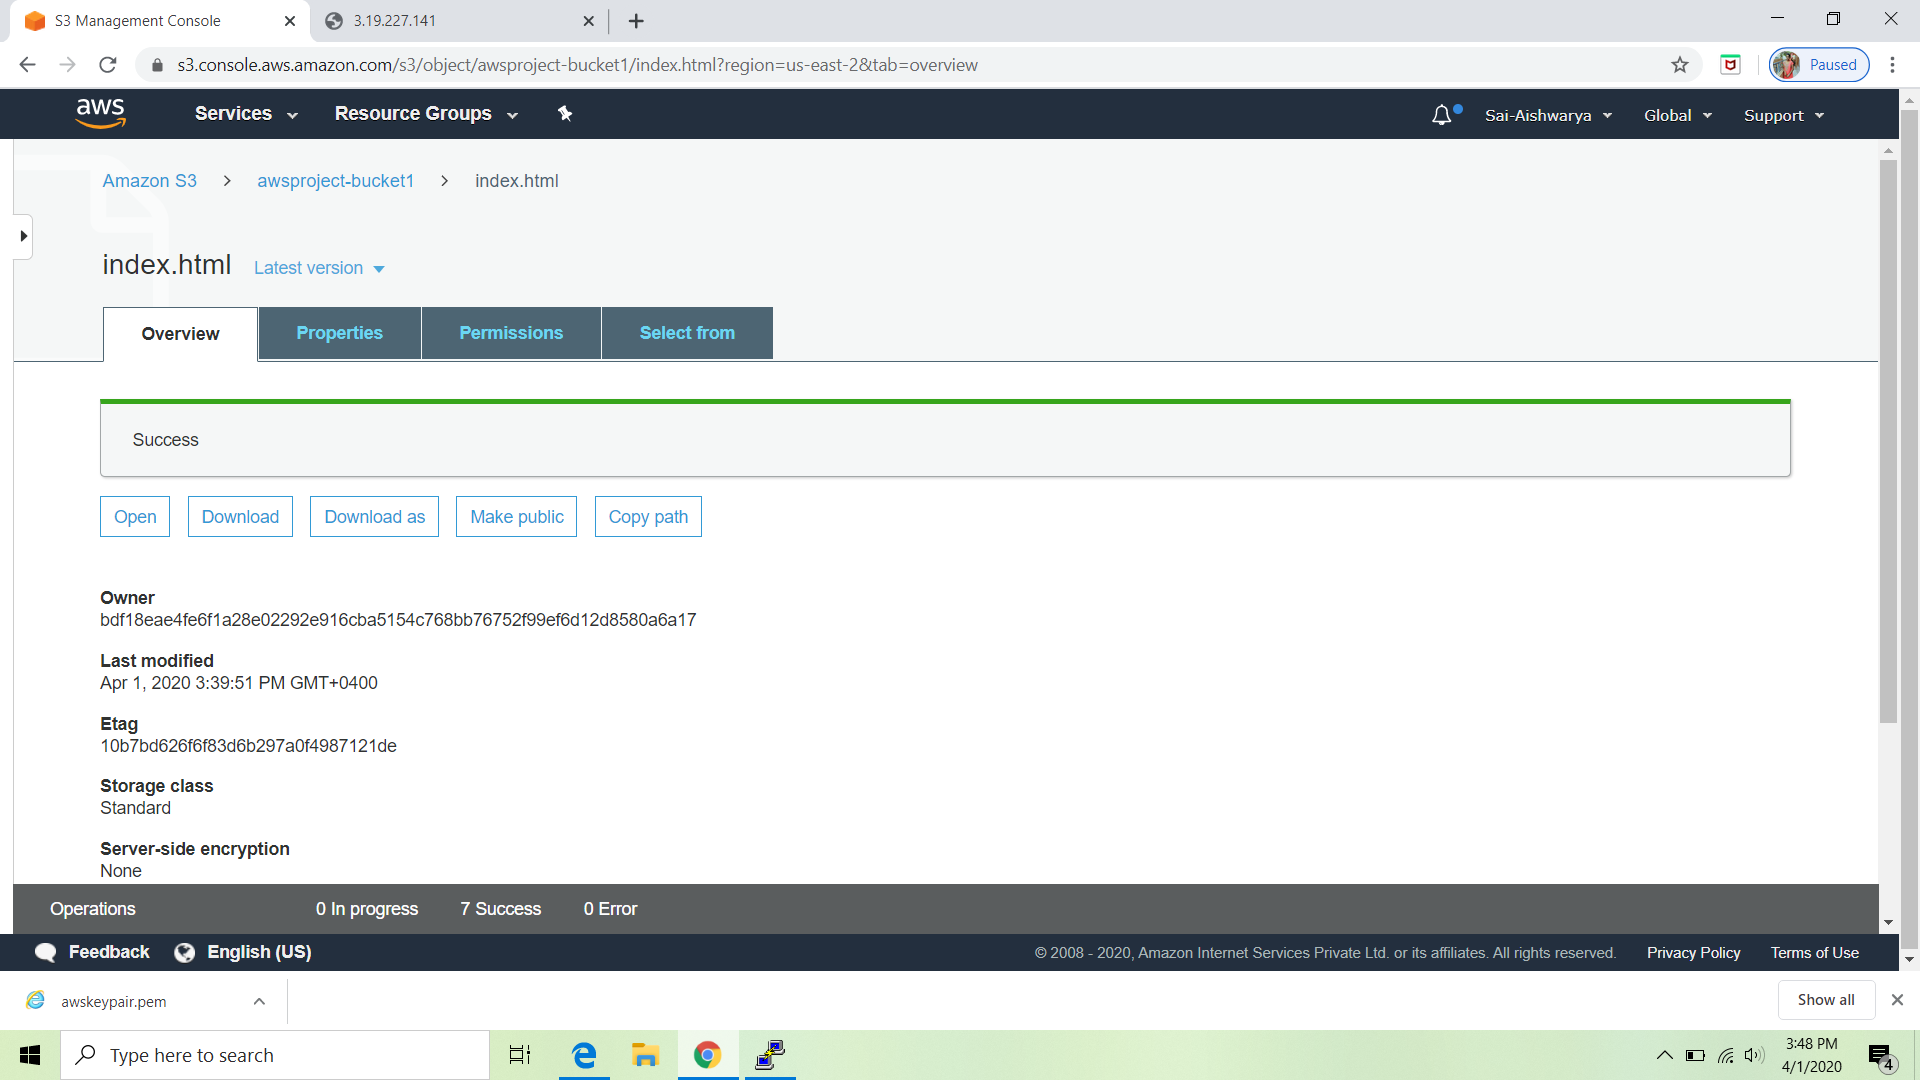 S3 Management Console
3.19.227.141
s3.console.aws.amazon.com/s3/object/awsproject-bucket1/index.html?region=us-east-2&tab=overview
Paused
aws
Services
Resource Groups
Sai-Aishwarya
Global
Support
Amazon S3 > awsproject-bucket1 > index.html
index.html
Latest version
Overview
Properties
Permissions
Select from
Success
Open
Download
Download as
Make public
Copy path
Owner
bdf18eae4fe6f1a28e02292e916cba5154c768bb76752f99ef6d12d8580a6a17
Last modified
Apr 1, 2020 3:39:51 PM GMT+0400
Etag
10b7bd626f6f83d6b297a0f4987121de
Storage class
Standard
Server-side encryption
None
Operations
0 In progress
7 Success
0 Error
Feedback
English (US)
© 2008 - 2020, Amazon Internet Services Private Ltd. or its affiliates. All rights reserved.
Privacy Policy
Terms of Use
awskeypair.pem
Show all
Type here to search
3:48 PM
4/1/2020
4